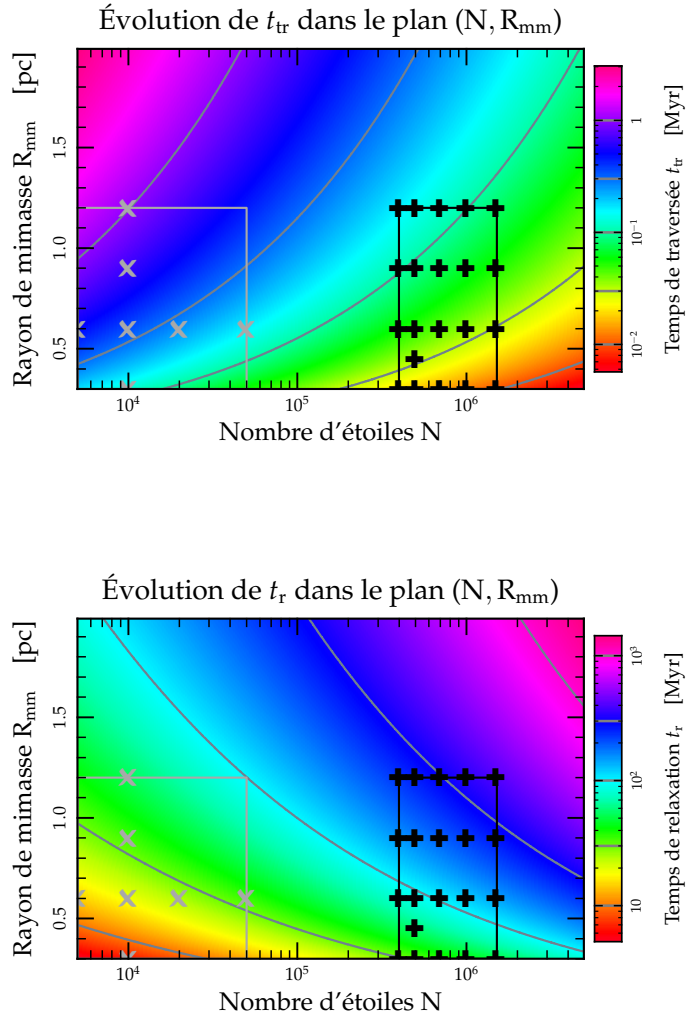 Évolution de t_tr dans le plan (N, R_mm)
Rayon de mimasse R_mm [pc]
1.5
1.0
0.5
10^4
10^5
10^6
Nombre d'étoiles N
1
10^-1
10^-2
Temps de traversée t_tr [Myr]
Évolution de t_r dans le plan (N, R_mm)
Rayon de mimasse R_mm [pc]
1.5
1.0
0.5
10^4
10^5
10^6
Nombre d'étoiles N
10^3
10^2
10
Temps de relaxation t_r [Myr]